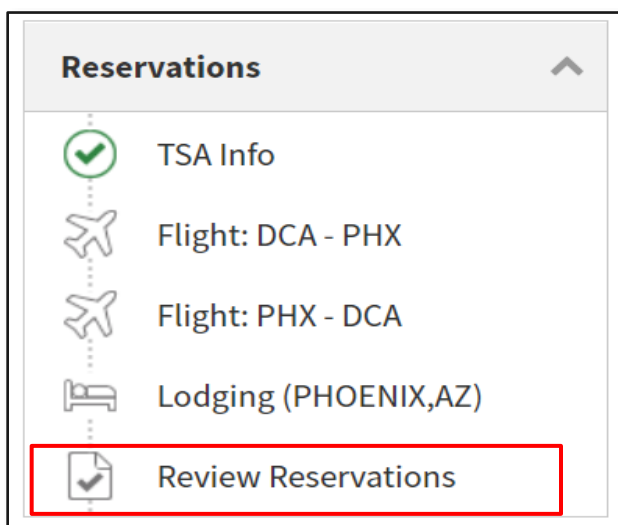 Reservations
TSA Info
Flight: DCA - PHX
Flight: PHX - DCA
Lodging (PHOENIX,AZ)
Review Reservations